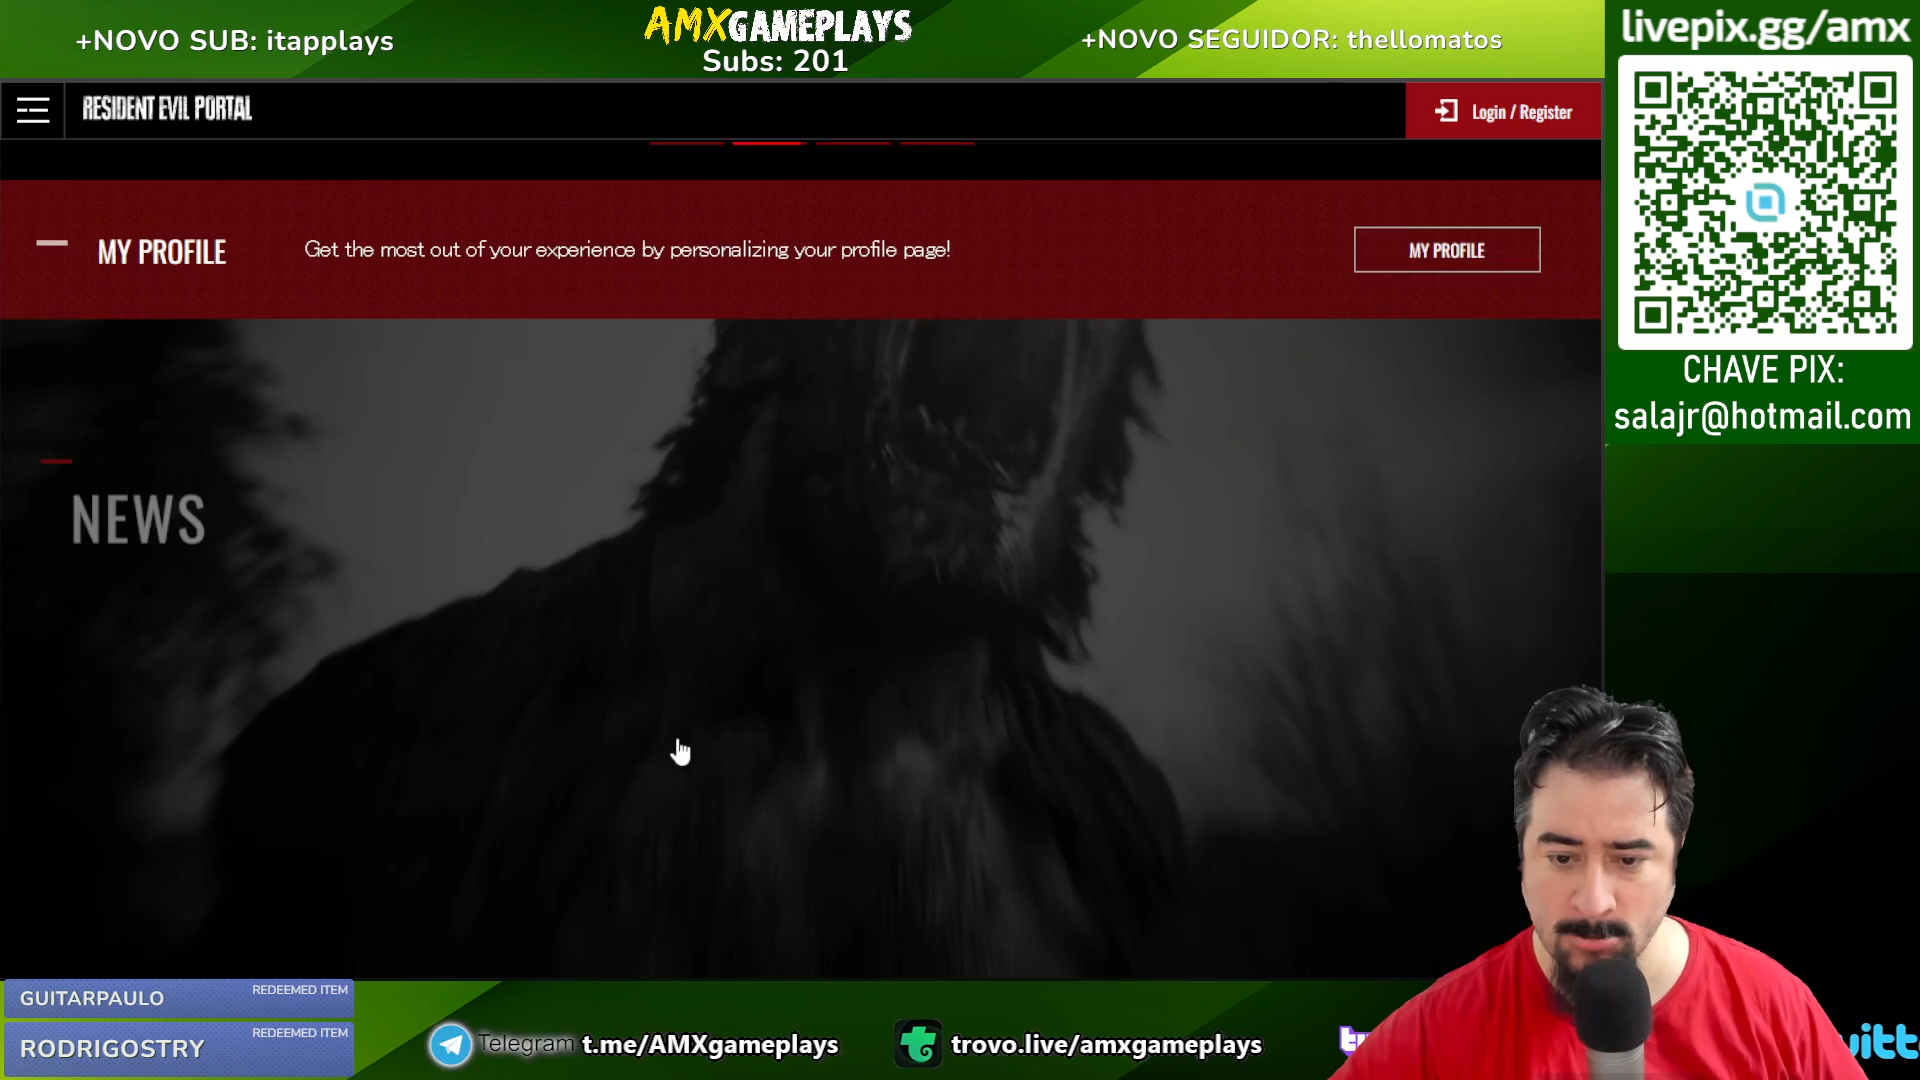 +NOVO SUB: itapplays
AMXGAMEPLAYS
Subs: 201
+NOVO SEGUIDOR: thellomatos
livepix.gg/amx
RESIDENT EVIL PORTAL
Login / Register
MY PROFILE
Get the most out of your experience by personalizing your profile page!
MY PROFILE
CHAVE PIX:
salajr@hotmail.com
NEWS
GUITARPAULO
REDEEMED ITEM
RODRIGOSTRY
REDEEMED ITEM
Telegram t.me/AMXgameplays
trovo.live/amxgameplays